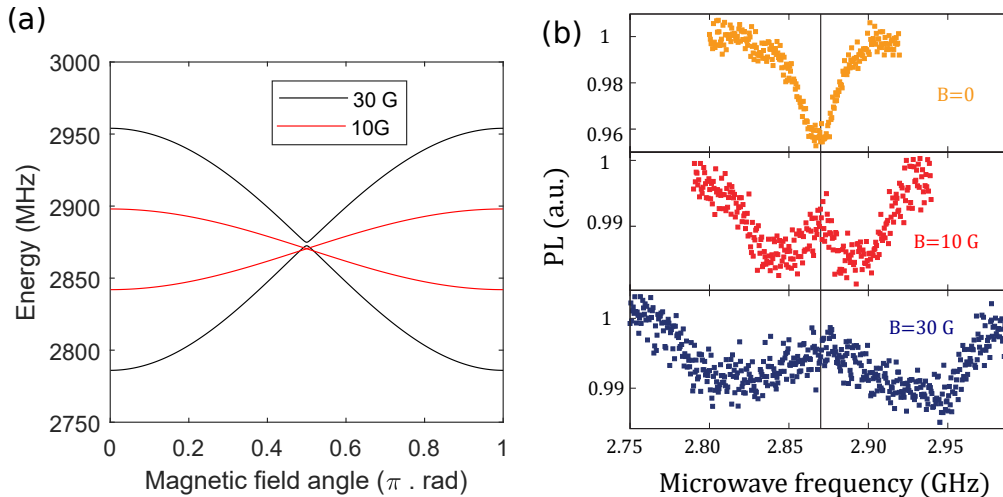 (a)
3000
2950
2900
2850
2800
2750
Energy (MHz)
30 G
10G
0
0.2
0.4
0.6
0.8
1
Magnetic field angle (π . rad)
(b)
1
0.98
0.96
B=0
1
0.99
B=10 G
1
0.99
B=30 G
PL (a.u.)
2.75
2.80
2.85
2.90
2.95
Microwave frequency (GHz)